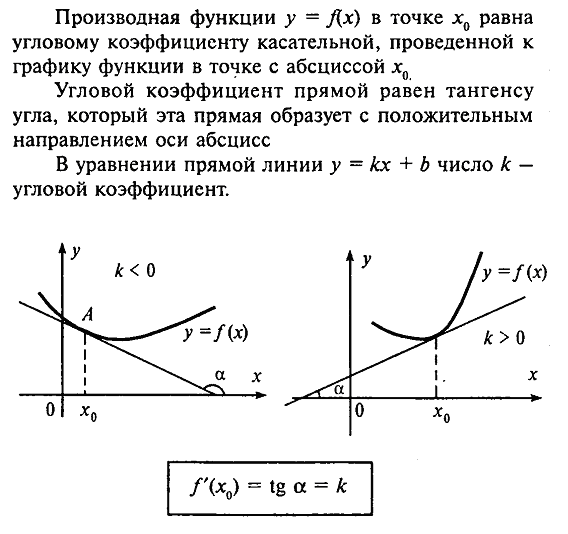 Производная функции y = f(x) в точке x₀ равна
угловому коэффициенту касательной, проведенной к
графику функции в точке с абсциссой x₀.
Угловой коэффициент прямой равен тангенсу
угла, который эта прямая образует с положительным
направлением оси абсцисс
В уравнении прямой линии y = kx + b число k –
угловой коэффициент.
y
k < 0
A
y = f(x)
α
x
0
x₀
y
y = f(x)
k > 0
α
x
0
x₀
f′(x₀) = tg α = k